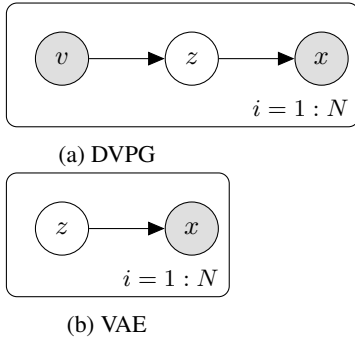 v z x
i = 1 : N
(a) DVPG
z x
i = 1 : N
(b) VAE